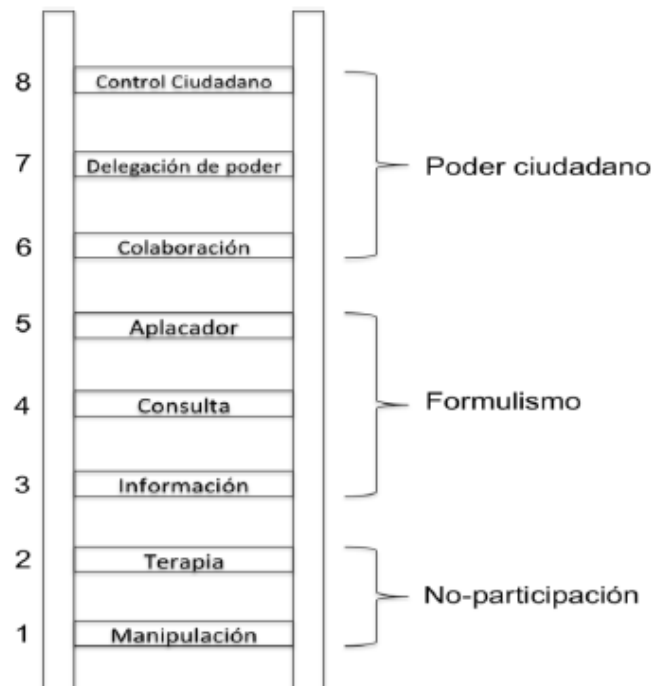 8 Control Ciudadano
7 Delegación de poder Poder ciudadano
6 Colaboración
5 Aplacador
4 Consulta Formulismo
3 Información
2 Terapia
No-participación
1 Manipulación